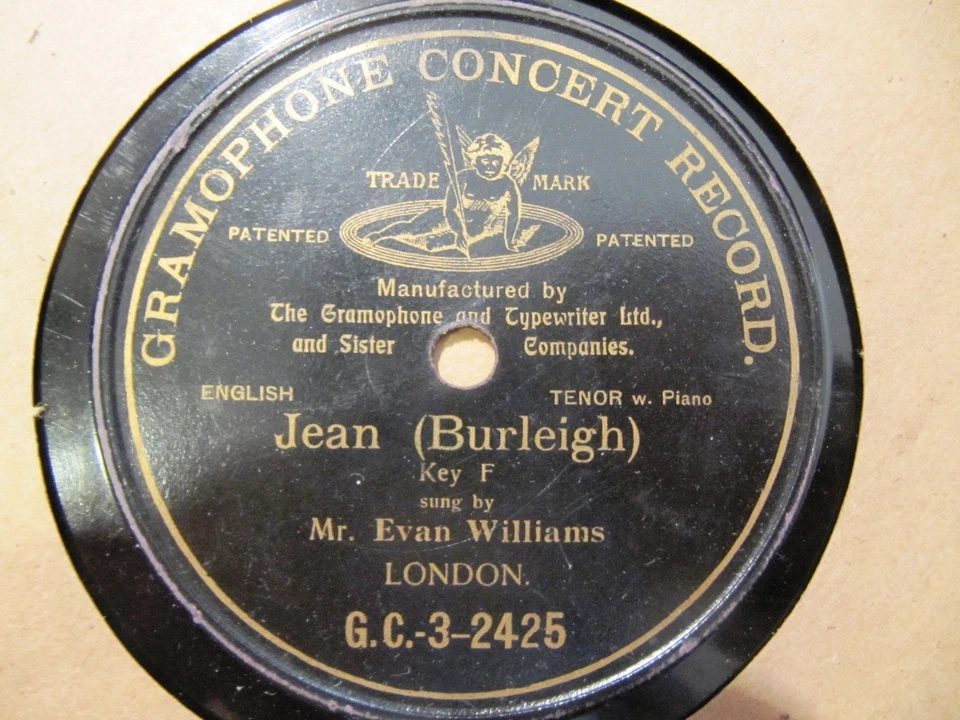 GRAMOPHONE CONCERT RECORD.
TRADE MARK
PATENTED PATENTED
Manufactured by
The Gramophone and Typewriter Ltd.,
and Sister Companies.
ENGLISH TENOR w. Piano
Jean (Burleigh)
Key F
sung by
Mr. Evan Williams
LONDON.
G.C.-3-2425